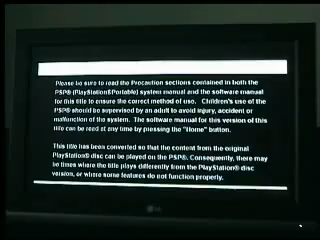 Please be sure to read the Precaution sections contained in both the
PSP® (PlayStation®Portable) system manual and the software manual
for this title to ensure the correct method of use. Children's use of the
PSP® should be supervised by an adult to avoid injury, accident or
malfunction of the system. The software manual for this version of this
title can be read at any time by pressing the "Home" button.
This title has been converted so that the content from the original
PlayStation® disc can be played on the PSP®. Consequently, there may
be times where the title plays differently from the PlayStation® disc
version, or where some features do not function properly.
LG